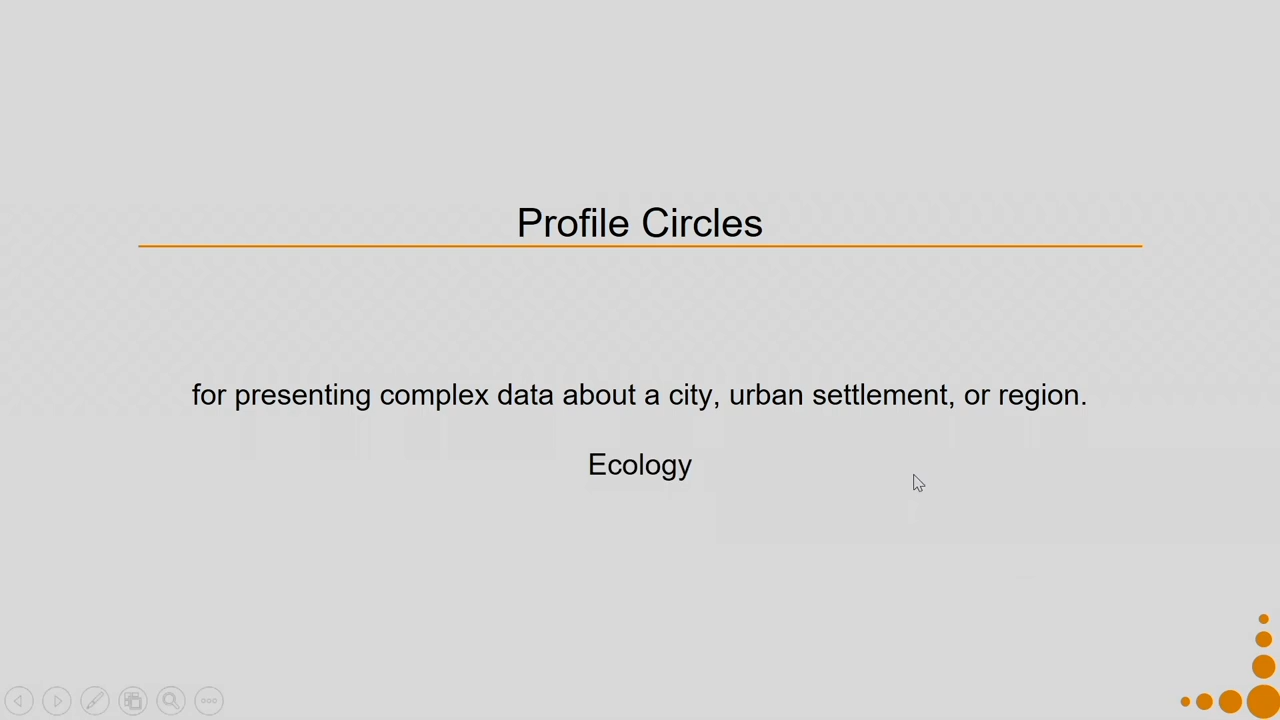 Profile Circles
for presenting complex data about a city, urban settlement, or region.
Ecology